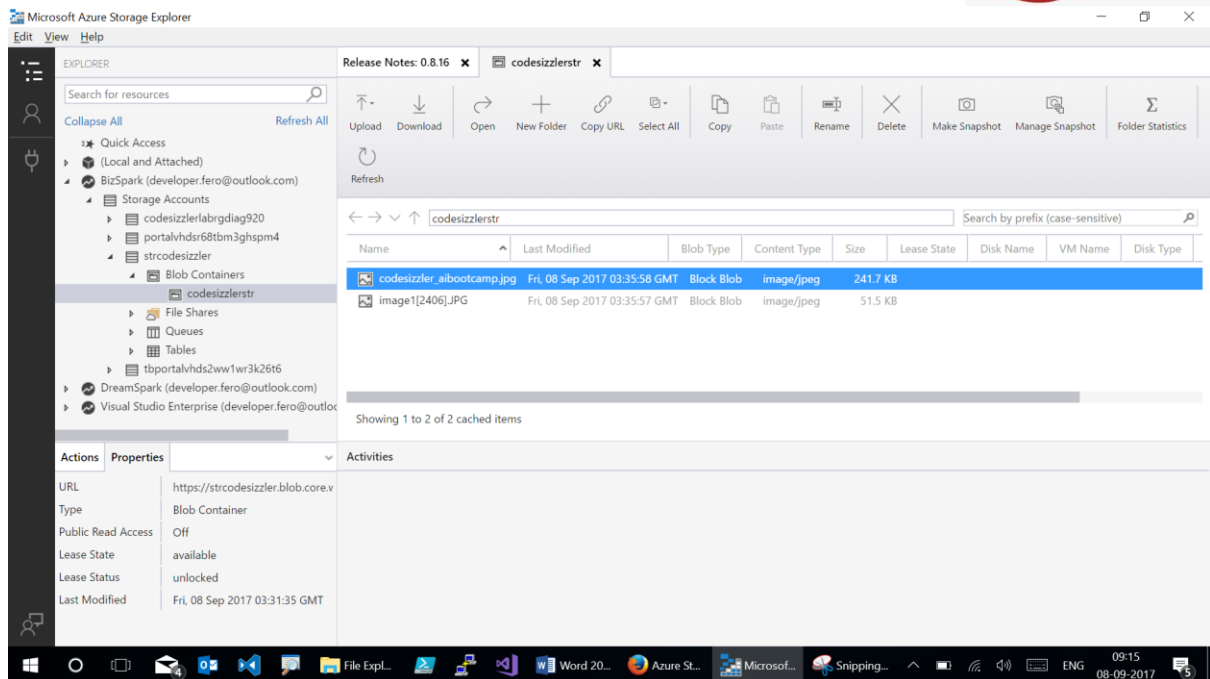 Microsoft Azure Storage Explorer
Edit View Help
EXPLORER
Search for resources
Collapse All Refresh All
Quick Access
(Local and Attached)
BizSpark (developer.fero@outlook.com)
Storage Accounts
codesizzlerlabrgdiag920
portalvhdsr68tbm3ghspm4
strcodesizzler
Blob Containers
codesizzlerstr
File Shares
Queues
Tables
tbportalvhds2ww1wr3k26t6
DreamSpark (developer.fero@outlook.com)
Visual Studio Enterprise (developer.fero@outloo
Actions Properties
URL https://strcodesizzler.blob.core.v
Type Blob Container
Public Read Access Off
Lease State available
Lease Status unlocked
Last Modified Fri, 08 Sep 2017 03:31:35 GMT
Release Notes: 0.8.16 codesizzlerstr
Upload Download Open New Folder Copy URL Select All Copy Paste Rename Delete Make Snapshot Manage Snapshot Folder Statistics
Refresh
codesizzlerstr Search by prefix (case-sensitive)
Name Last Modified Blob Type Content Type Size Lease State Disk Name VM Name Disk Type
codesizzler_aibootcamp.jpg Fri, 08 Sep 2017 03:35:58 GMT Block Blob image/jpeg 241.7 KB
image1[2406].JPG Fri, 08 Sep 2017 03:35:57 GMT Block Blob image/jpeg 51.5 KB
Showing 1 to 2 of 2 cached items
Activities
4 File Expl... Word 20... Azure St... Microsof... Snipping... ENG 09:15
08-09-2017 5